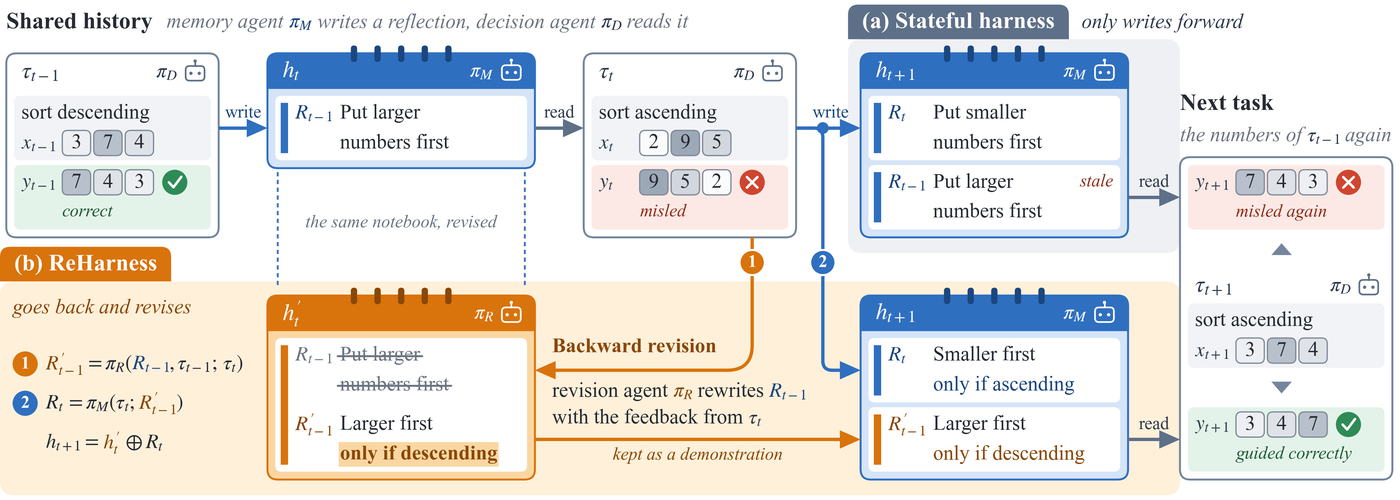 Shared history memory agent π_M writes a reflection, decision agent π_D reads it
τ_{t−1} π_D
sort descending
x_{t−1} 3 7 4
y_{t−1} 7 4 3
correct
write
h_t π_M
R_{t−1} Put larger
numbers first
read
τ_t π_D
sort ascending
x_t 2 9 5
y_t 9 5 2
misled
the same notebook, revised
(a) Stateful harness only writes forward
write
h_{t+1} π_M
R_t Put smaller
numbers first
R_{t−1} Put larger stale
numbers first
read
Next task
the numbers of τ_{t−1} again
y_{t+1} 7 4 3
misled again
τ_{t+1} π_D
sort ascending
x_{t+1} 3 7 4
y_{t+1} 3 4 7
guided correctly
(b) ReHarness
goes back and revises
1 R′_{t−1} = π_R(R_{t−1}, τ_{t−1}; τ_t)
2 R_t = π_M(τ_t; R′_{t−1})
h_{t+1} = h′_t ⊕ R_t
h′_t π_R
R_{t−1} Put larger
numbers first
R′_{t−1} Larger first
only if descending
1
2
Backward revision
revision agent π_R rewrites R_{t−1}
with the feedback from τ_t
kept as a demonstration
h_{t+1} π_M
R_t Smaller first
only if ascending
R′_{t−1} Larger first
only if descending
read